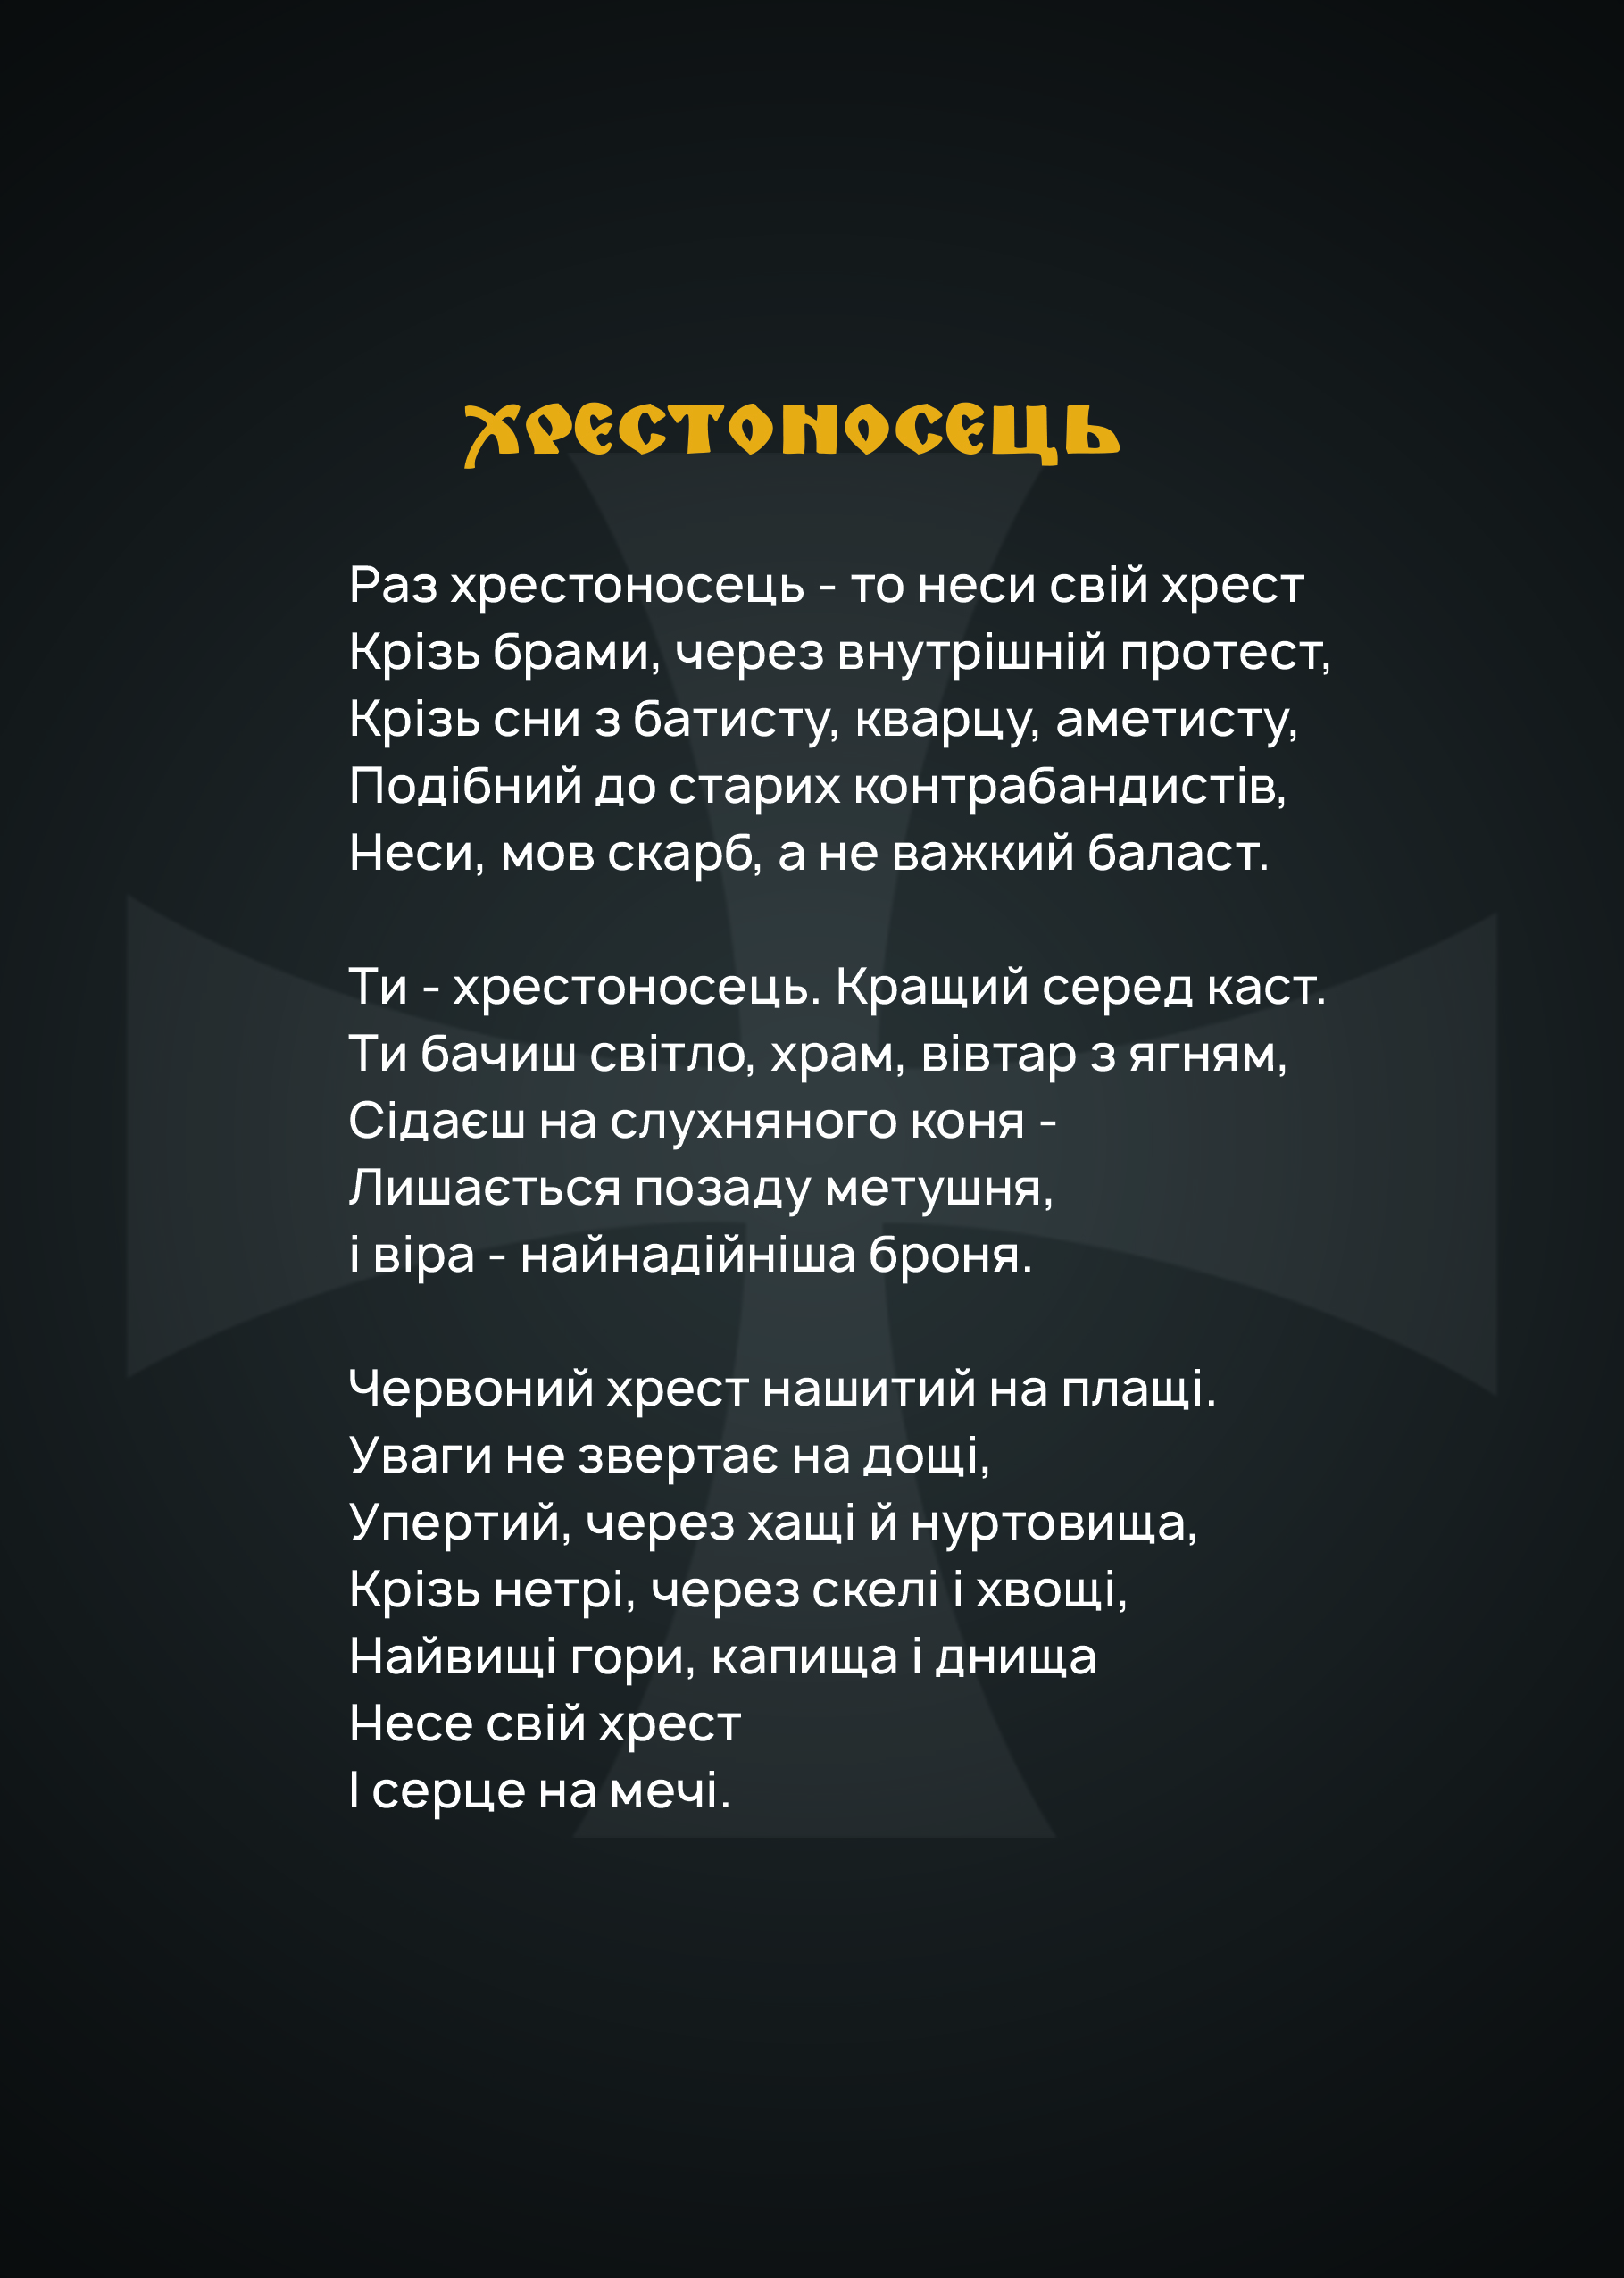 ХРЕСТОНОСЕЦЬ
Раз хрестоносець - то неси свій хрест
Крізь брами, через внутрішній протест,
Крізь сни з батисту, кварцу, аметисту,
Подібний до старих контрабандистів,
Неси, мов скарб, а не важкий баласт.
Ти - хрестоносець. Кращий серед каст.
Ти бачиш світло, храм, вівтар з ягням,
Сідаєш на слухняного коня -
Лишається позаду метушня,
і віра - найнадійніша броня.
Червоний хрест нашитий на плащі.
Уваги не звертає на дощі,
Упертий, через хащі й нуртовища,
Крізь нетрі, через скелі і хвощі,
Найвищі гори, капища і днища
Несе свій хрест
І серце на мечі.